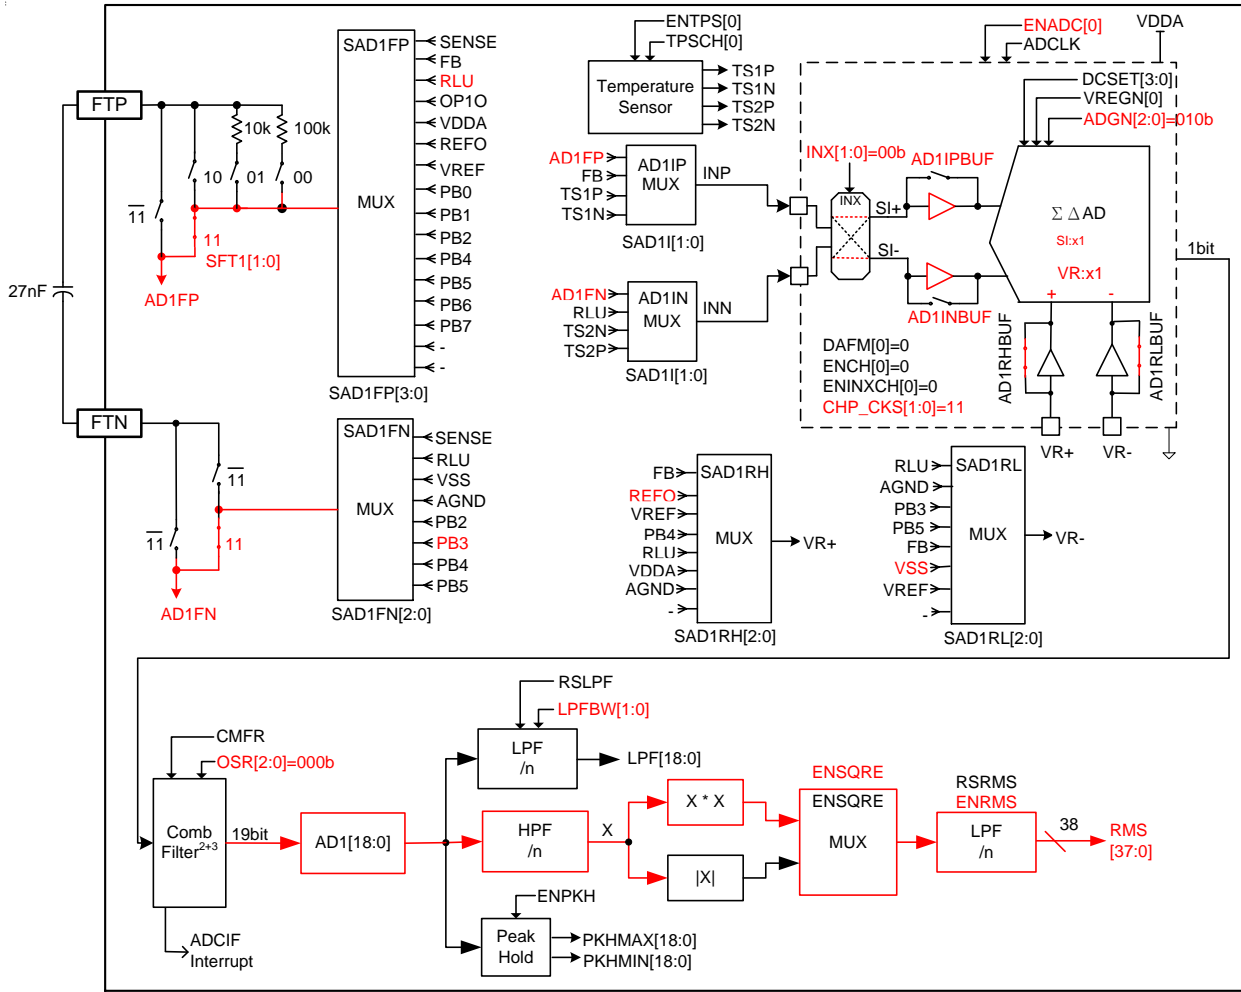 FTP
27nF
FTN
10k
100k
10
01
00
11
11
SFT1[1:0]
AD1FP
SAD1FP
MUX
SENSE
FB
RLU
OP1O
VDDA
REFO
VREF
PB0
PB1
PB2
PB4
PB5
PB6
PB7
-
-
SAD1FP[3:0]
11
11
11
AD1FN
SAD1FN
MUX
SENSE
RLU
VSS
AGND
PB2
PB3
PB4
PB5
SAD1FN[2:0]
ENTPS[0]
TPSCH[0]
Temperature
Sensor
TS1P
TS1N
TS2P
TS2N
AD1FP
FB
TS1P
TS1N
AD1IP
MUX
INP
SAD1I[1:0]
AD1FN
RLU
TS2N
TS2P
AD1IN
MUX
INN
SAD1I[1:0]
ENADC[0]
ADCLK
VDDA
DCSET[3:0]
VREGN[0]
ADGN[2:0]=010b
INX[1:0]=00b
INX
SI+
SI-
AD1IPBUF
AD1INBUF
Σ ΔAD
SI:x1
VR:x1
+
-
1bit
DAFM[0]=0
ENCH[0]=0
ENINXCH[0]=0
CHP_CKS[1:0]=11
AD1RHBUF
AD1RLBUF
VR+
VR-
FB
REFO
VREF
PB4
RLU
VDDA
AGND
-
SAD1RH
MUX
VR+
SAD1RH[2:0]
RLU
AGND
PB3
PB5
FB
VSS
VREF
-
SAD1RL
MUX
VR-
SAD1RL[2:0]
CMFR
OSR[2:0]=000b
Comb
Filter2+3
19bit
ADCIF
Interrupt
AD1[18:0]
RSLPF
LPFBW[1:0]
LPF
/n
LPF[18:0]
HPF
/n
X
X * X
|X|
ENPKH
Peak
Hold
PKHMAX[18:0]
PKHMIN[18:0]
ENSQRE
ENSQRE
MUX
RSRMS
ENRMS
LPF
/n
38
RMS
[37:0]